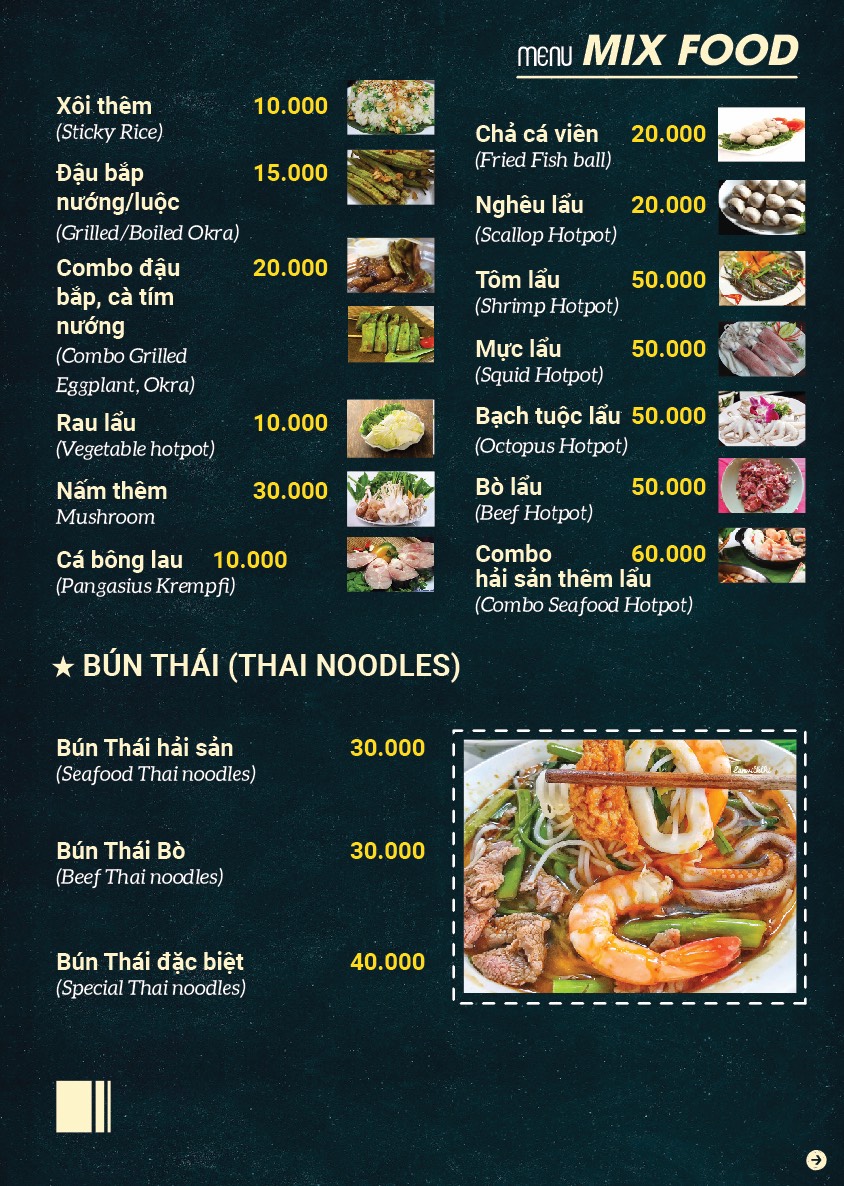 menu MIX FOOD
Xôi thêm 10.000
(Sticky Rice)
Đậu bắp 15.000
nướng/luộc
(Grilled/Boiled Okra)
Combo đậu 20.000
bắp, cà tím
nướng
(Combo Grilled
Eggplant, Okra)
Rau lẩu 10.000
(Vegetable hotpot)
Nấm thêm 30.000
Mushroom
Cá bông lau 10.000
(Pangasius Krempfi)
Chả cá viên 20.000
(Fried Fish ball)
Nghêu lẩu 20.000
(Scallop Hotpot)
Tôm lẩu 50.000
(Shrimp Hotpot)
Mực lẩu 50.000
(Squid Hotpot)
Bạch tuộc lẩu 50.000
(Octopus Hotpot)
Bò lẩu 50.000
(Beef Hotpot)
Combo 60.000
hải sản thêm lẩu
(Combo Seafood Hotpot)
★ BÚN THÁI (THAI NOODLES)
Bún Thái hải sản 30.000
(Seafood Thai noodles)
Bún Thái Bò 30.000
(Beef Thai noodles)
Bún Thái đặc biệt 40.000
(Special Thai noodles)